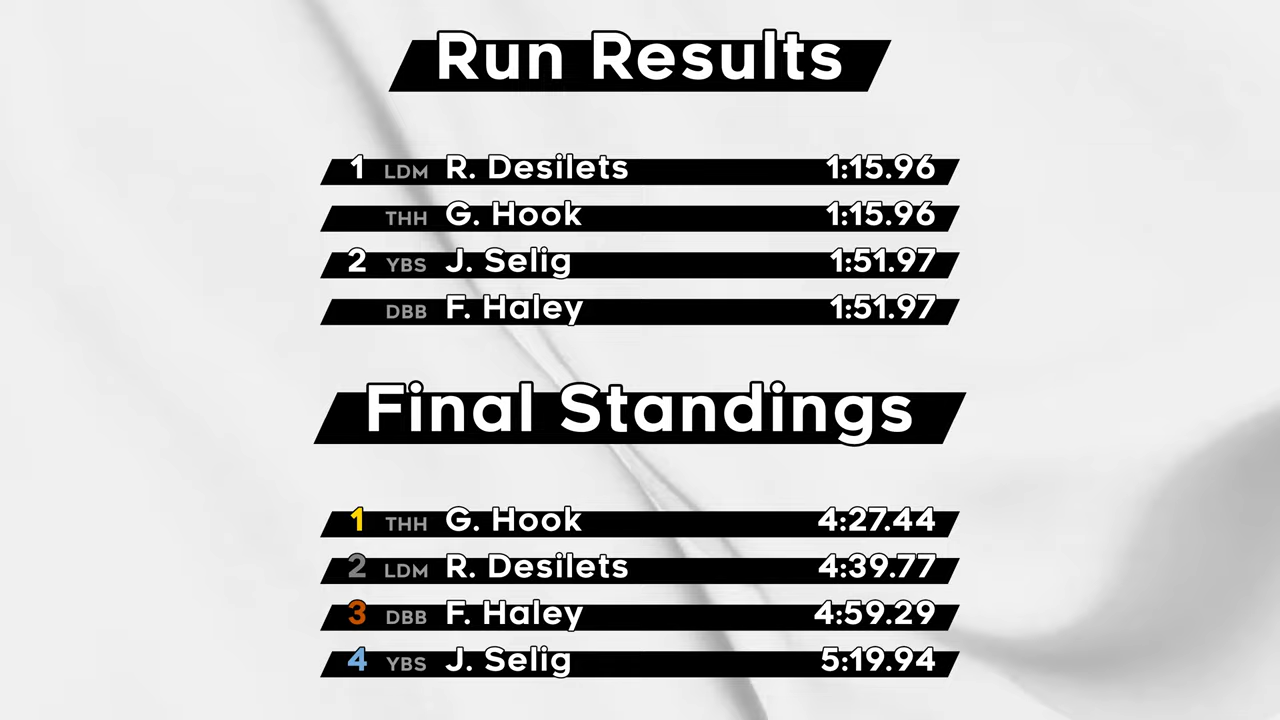 Run Results
1 LDM R. Desilets 1:15.96
THH G. Hook 1:15.96
2 YBS J. Selig 1:51.97
DBB F. Haley 1:51.97
Final Standings
1 THH G. Hook 4:27.44
2 LDM R. Desilets 4:39.77
3 DBB F. Haley 4:59.29
4 YBS J. Selig 5:19.94